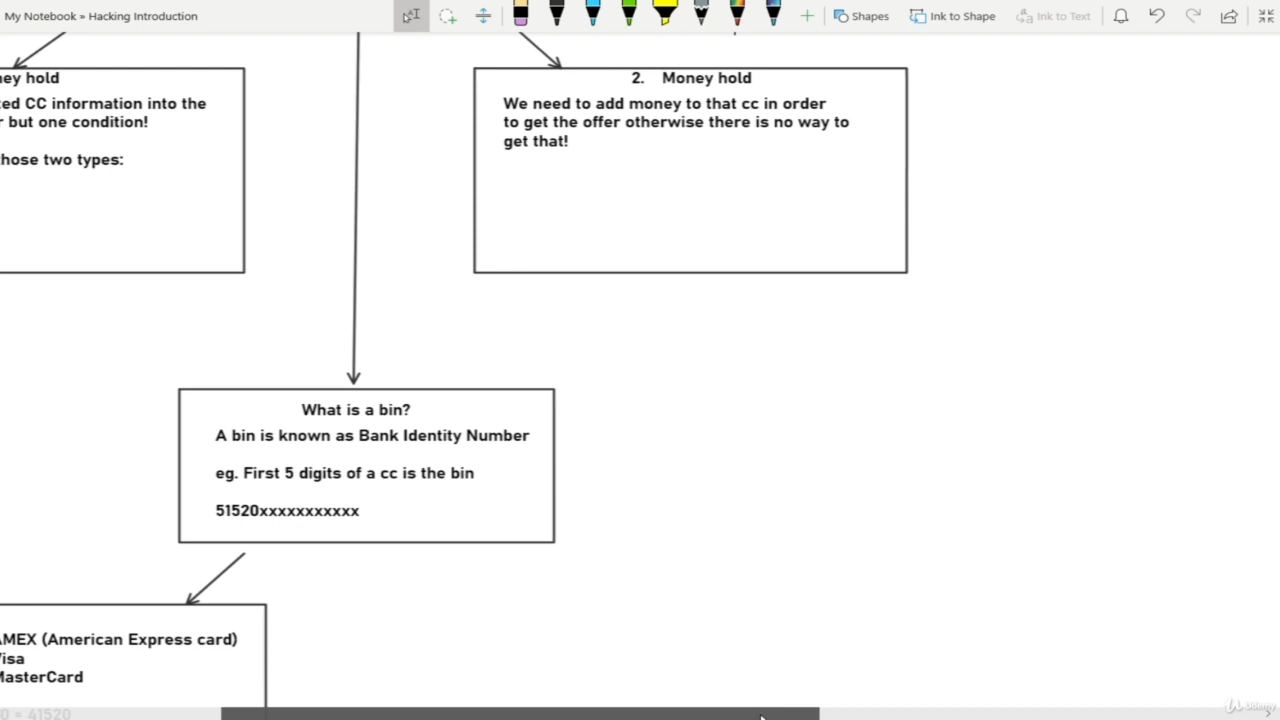 My Notebook » Hacking Introduction
Shapes
Ink to Shape
Ink to Text
hold
CC information into the
but one condition!
those two types:
2. Money hold
We need to add money to that cc in order
to get the offer otherwise there is no way to
get that!
What is a bin?
A bin is known as Bank Identity Number
eg. First 5 digits of a cc is the bin
51520xxxxxxxxxxx
AMEX (American Express card)
Visa
MasterCard
= 41520
Udemy